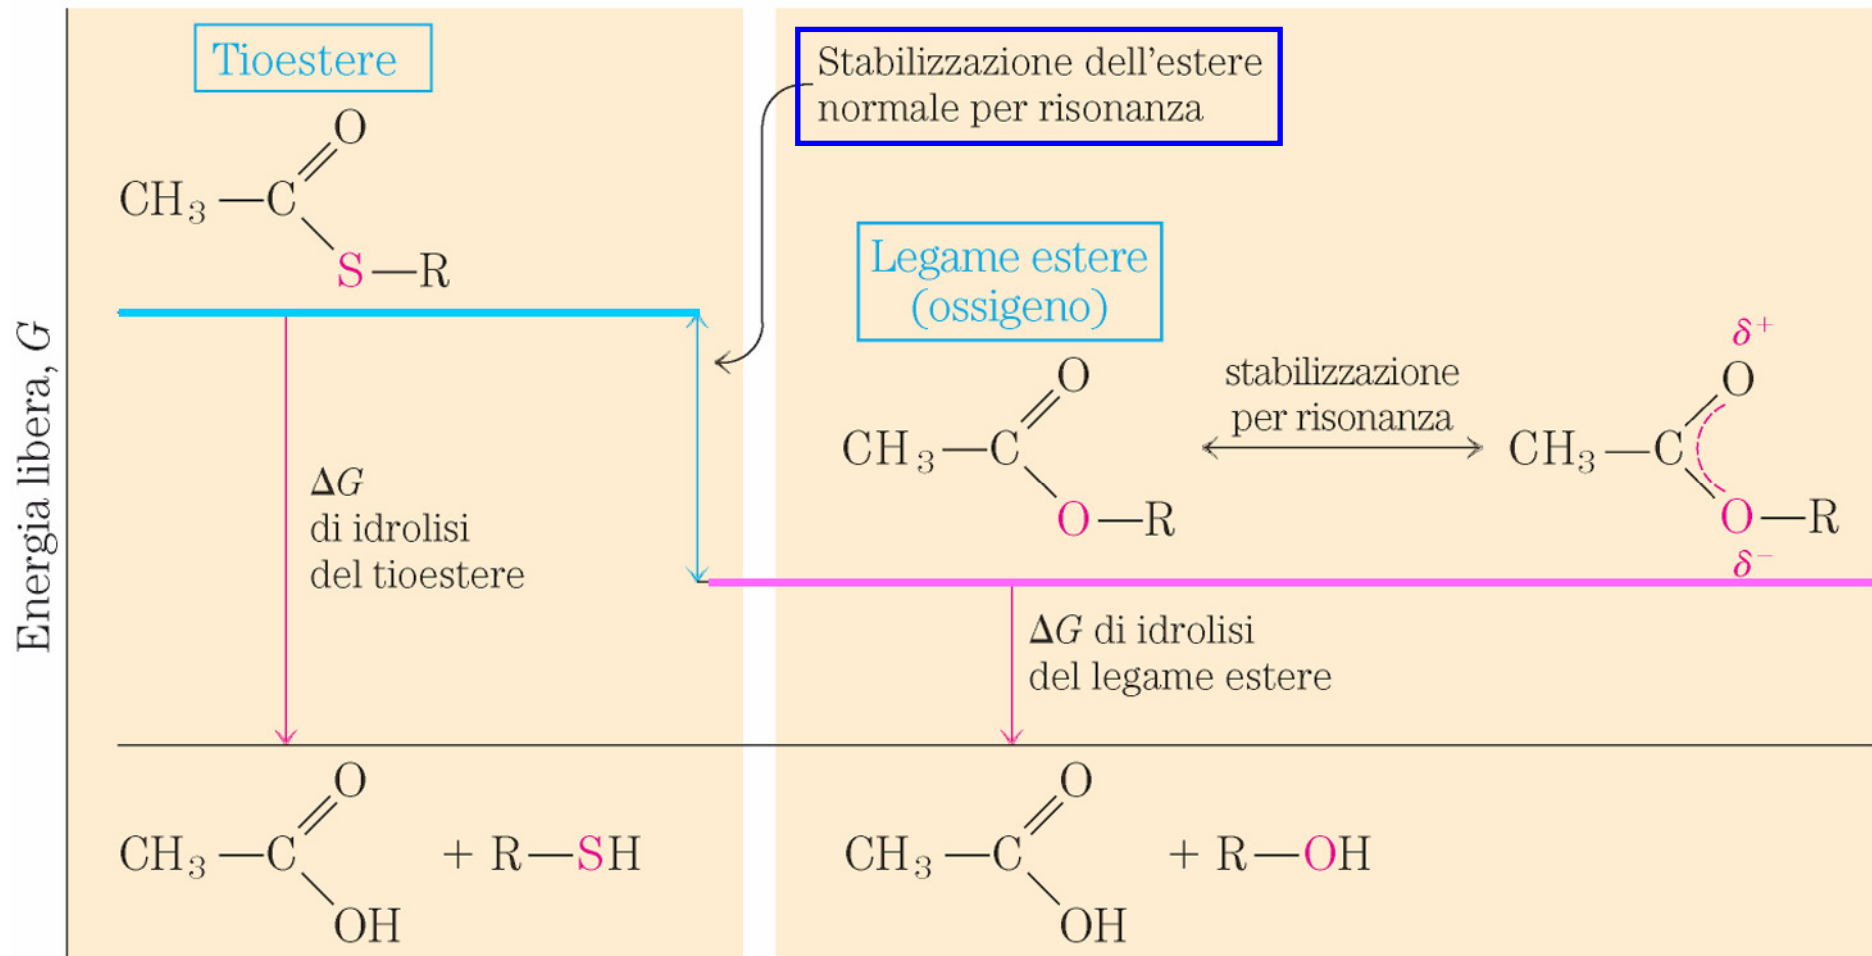 Tioestere
Stabilizzazione dell'estere
normale per risonanza
O
CH₃—C
S—R
Legame estere
(ossigeno)
O
CH₃—C
O—R
stabilizzazione
per risonanza
δ⁺
O
CH₃—C
O—R
δ⁻
Energia libera, G
ΔG
di idrolisi
del tioestere
ΔG di idrolisi
del legame estere
O
CH₃—C + R—SH
OH
O
CH₃—C + R—OH
OH